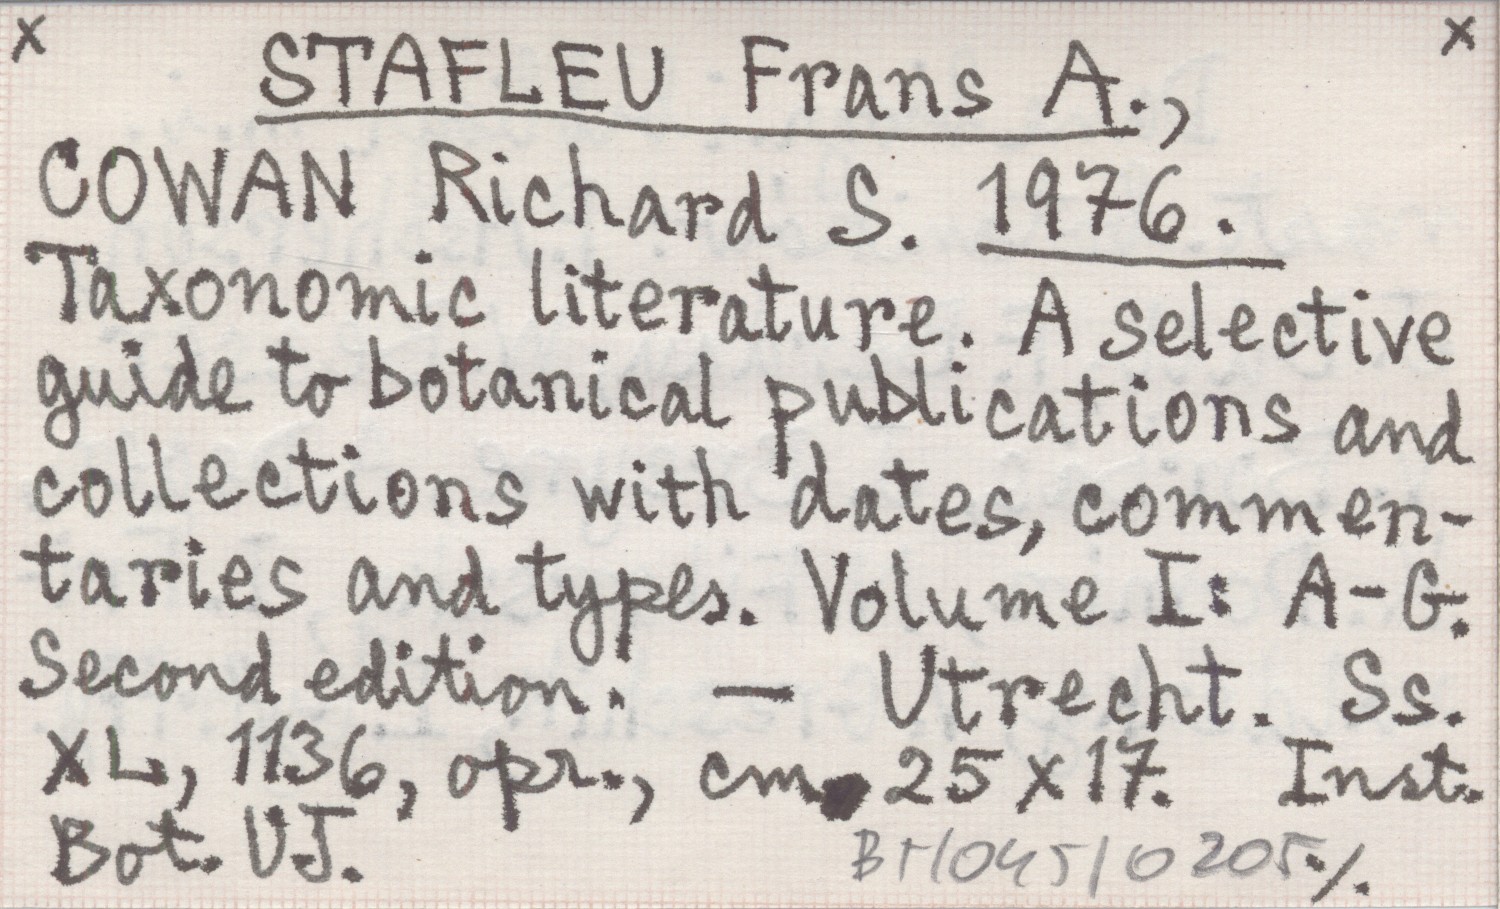 x x
STAFLEU Frans A.,
COWAN Richard S. 1976.
Taxonomic literature. A selective
guide to botanical publications and
collections with dates, commen-
taries and types. Volume I: A-G.
Second edition. — Utrecht. Ss.
XL, 1136, opr., cm 25 x 17. Inst.
Bot. UJ.
./.